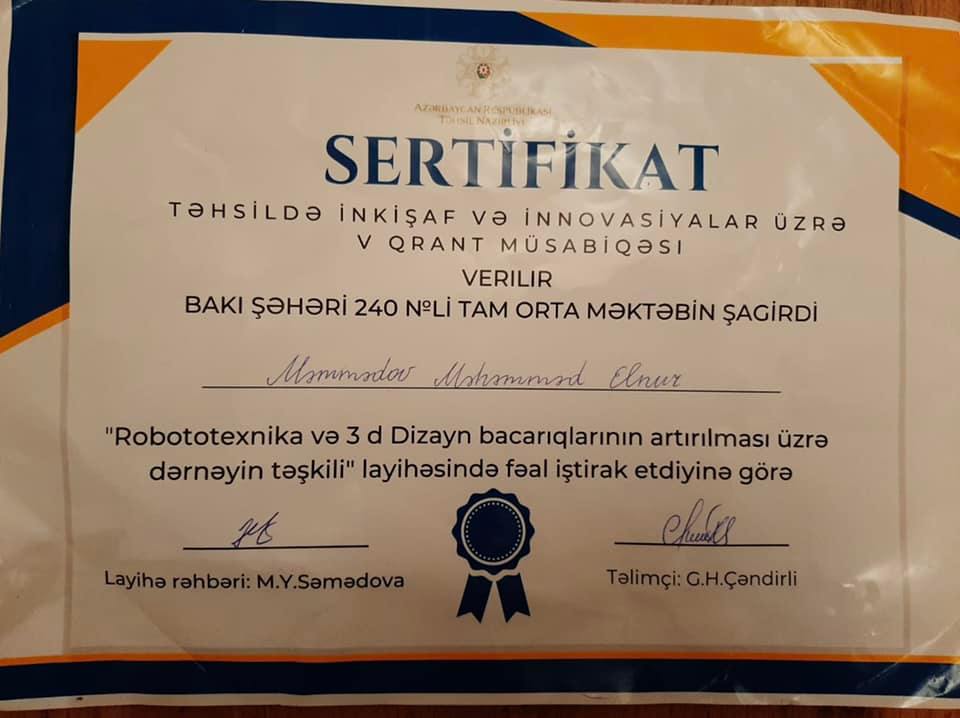 AZƏRBAYCAN RESPUBLİKASI
TƏHSİL NAZİRLİYİ
SERTİFİKAT
TƏHSİLDƏ İNKİŞAF VƏ İNNOVASİYALAR ÜZRƏ
V QRANT MÜSABİQƏSI
VERILIR
BAKI ŞƏHƏRİ 240 №Lİ TAM ORTA MƏKTƏBİN ŞAGİRDİ
Məmmədov Məhəmməd Elnur
"Robototexnika və 3 d Dizayn bacarıqlarının artırılması üzrə
dərnəyin təşkili" layihəsində fəal iştirak etdiyinə görə
Layihə rəhbəri: M.Y.Səmədova
Təlimçi: G.H.Çəndirli